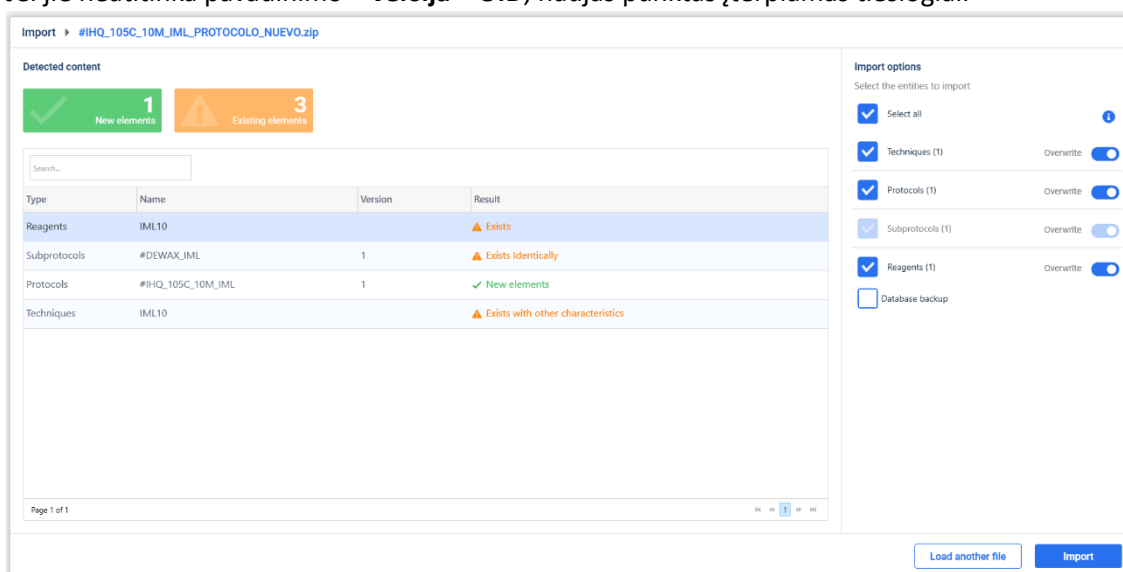 Import ▸ #IHQ_105C_10M_IML_PROTOCOLO_NUEVO.zip
Detected content
1
New elements
3
Existing elements
Search...
Type Name Version Result
Reagents IML10 Exists
Subprotocols #DEWAX_IML 1 Exists Identically
Protocols #IHQ_105C_10M_IML 1 New elements
Techniques IML10 Exists with other characteristics
Page 1 of 1
1
Import options
Select the entities to import
Select all
Techniques (1) Overwrite
Protocols (1) Overwrite
Subprotocols (1) Overwrite
Reagents (1) Overwrite
Database backup
Load another file Import